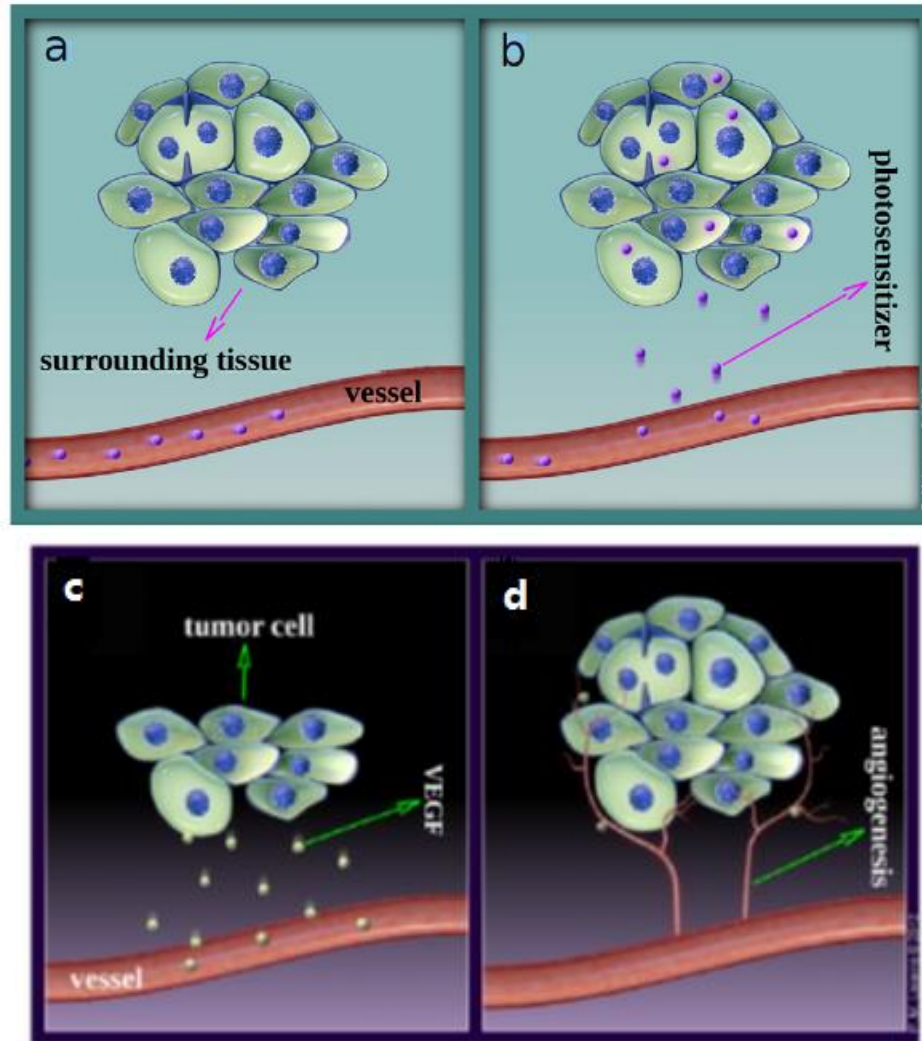 a
b
surrounding tissue
vessel
photosensitizer
c
tumor cell
VEGF
vessel
d
angiogenesis